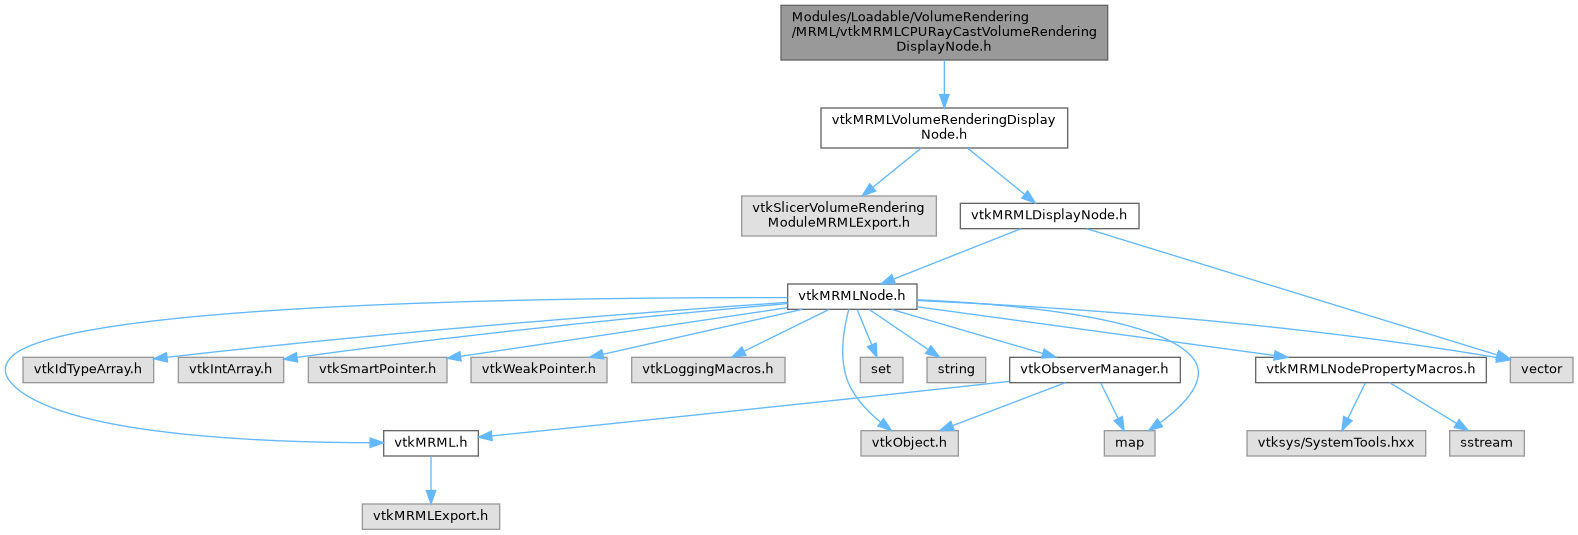 Modules/Loadable/VolumeRendering
/MRML/vtkMRMLCPURayCastVolumeRendering
DisplayNode.h
vtkMRMLVolumeRenderingDisplay
Node.h
vtkSlicerVolumeRendering
ModuleMRMLExport.h
vtkMRMLDisplayNode.h
vtkMRMLNode.h
vtkIdTypeArray.h
vtkIntArray.h
vtkSmartPointer.h
vtkWeakPointer.h
vtkLoggingMacros.h
set
string
vtkObserverManager.h
vtkMRMLNodePropertyMacros.h
vector
vtkMRML.h
vtkObject.h
map
vtksys/SystemTools.hxx
sstream
vtkMRMLExport.h